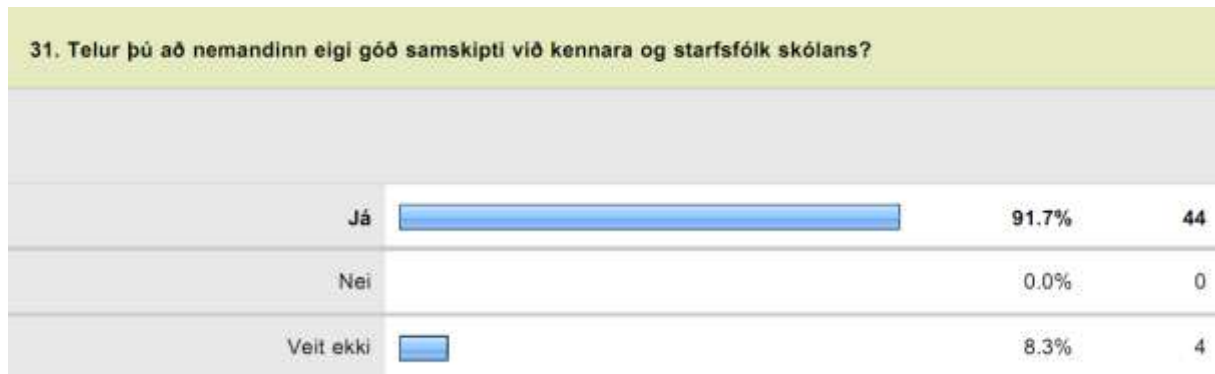 31. Telur þú að nemandinn eigi góð samskipti við kennara og starfsfólk skólans?
Já 91.7% 44
Nei 0.0% 0
Veit ekki 8.3% 4